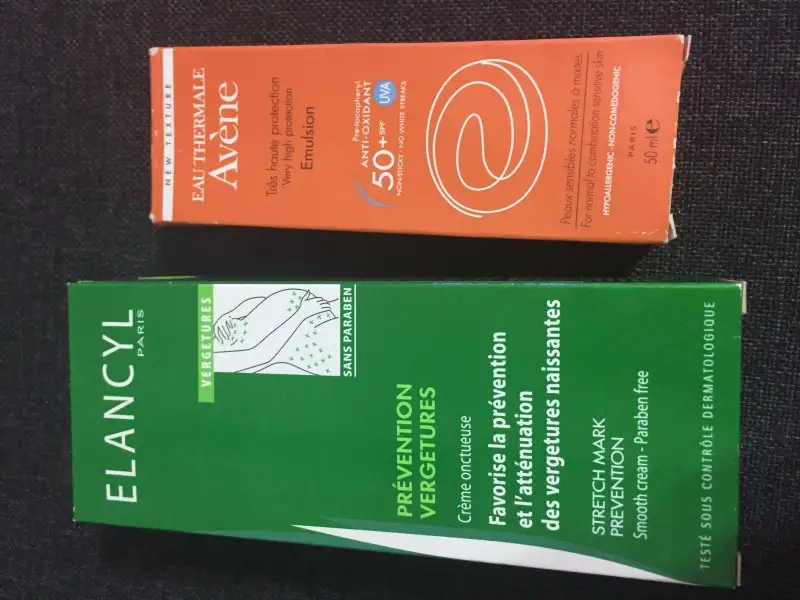 NEW TEXTURE
EAU THERMALE
Avène
Très haute protection
Very high protection
Emulsion
Pre-tocopheryl
ANTI-OXIDANT
50+ SPF UVA
NON-STICKY - NO WHITE STREAKS
Peaux sensibles normales à mixtes
For normal to combination sensitive skin
HYPOALLERGENIC - NON-COMEDOGENIC
PARIS
50 ml e
ELANCYL
PARIS
VERGETURES
SANS PARABEN
PRÉVENTION
VERGETURES
Crème onctueuse
Favorise la prévention
et l'atténuation
des vergetures naissantes
STRETCH MARK
PREVENTION
Smooth cream - Paraben free
TESTÉ SOUS CONTRÔLE DERMATOLOGIQUE